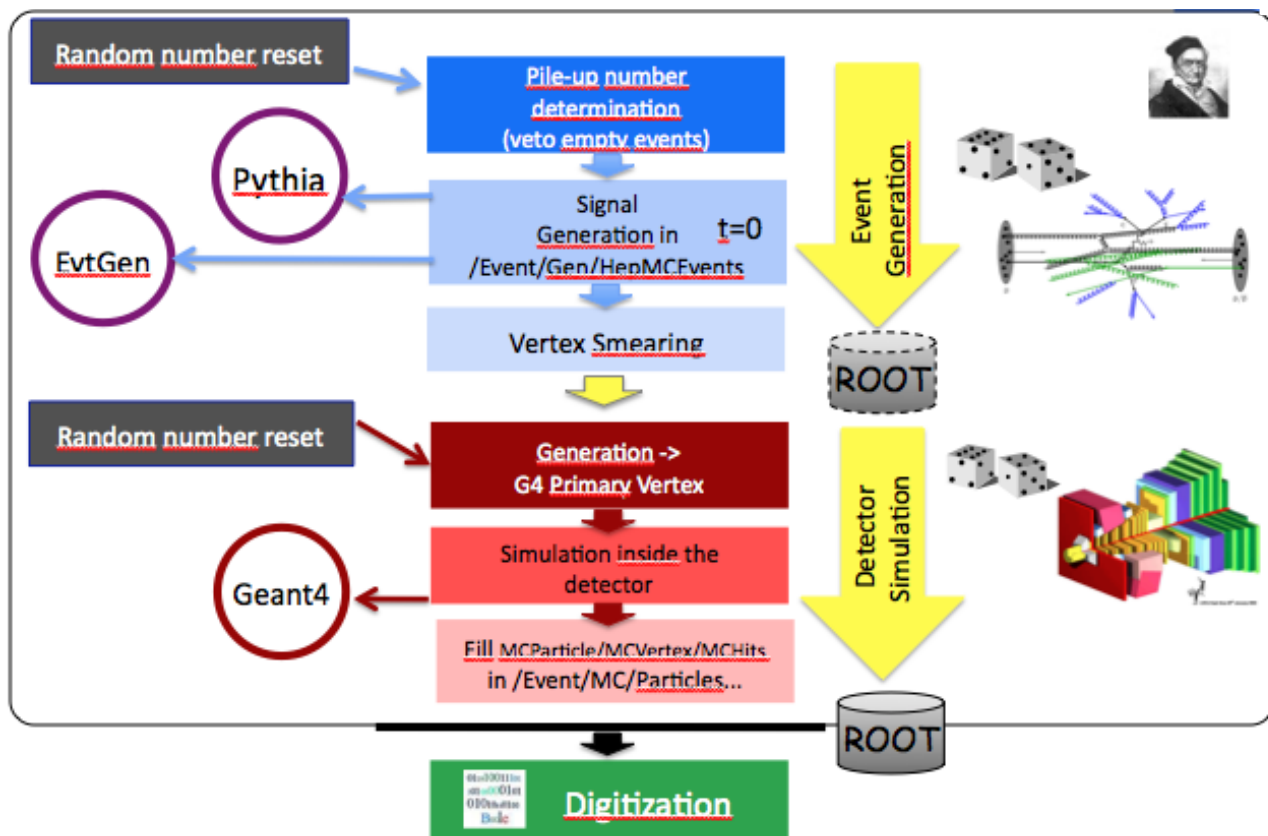 Random number reset
Pile-up number
determination
(veto empty events)
Pythia
EvtGen
Signal
Generation in
/Event/Gen/HepMCEvents
t=0
Vertex Smearing
Event
Generation
ROOT
Random number reset
Generation ->
G4 Primary Vertex
Simulation inside the
detector
Geant4
Fill MCParticle/MCVertex/MCHits
in /Event/MC/Particles...
Detector
Simulation
ROOT
Digitization